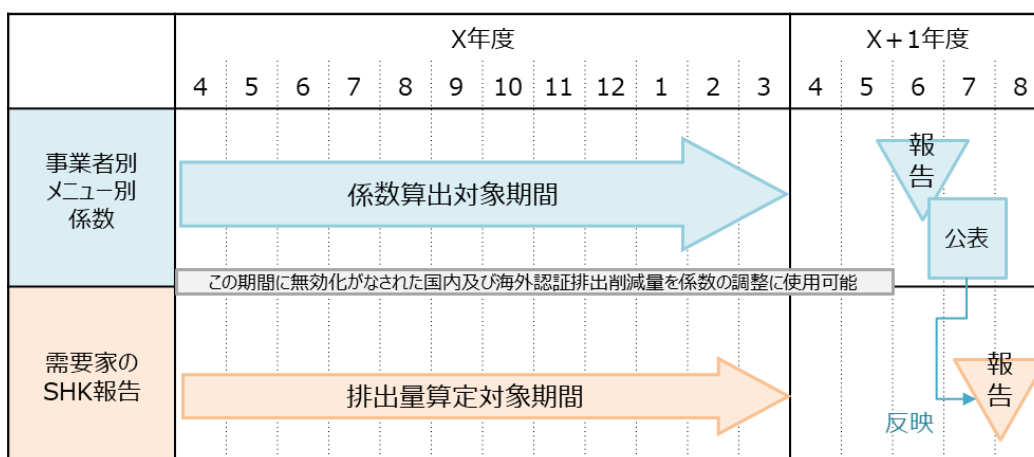 X年度
X+1年度
4 5 6 7 8 9 10 11 12 1 2 3 4 5 6 7 8
事業者別
メニュー別
係数
係数算出対象期間
報
告
公表
この期間に無効化がなされた国内及び海外認証排出削減量を係数の調整に使用可能
需要家の
SHK報告
排出量算定対象期間
報
告
反映